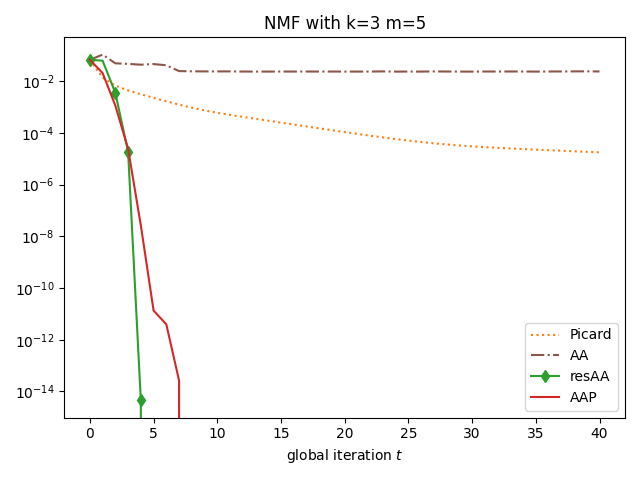 NMF with k=3 m=5
10⁻²
10⁻⁴
10⁻⁶
10⁻⁸
10⁻¹⁰
10⁻¹²
10⁻¹⁴
Picard
AA
resAA
AAP
0 5 10 15 20 25 30 35 40
global iteration t